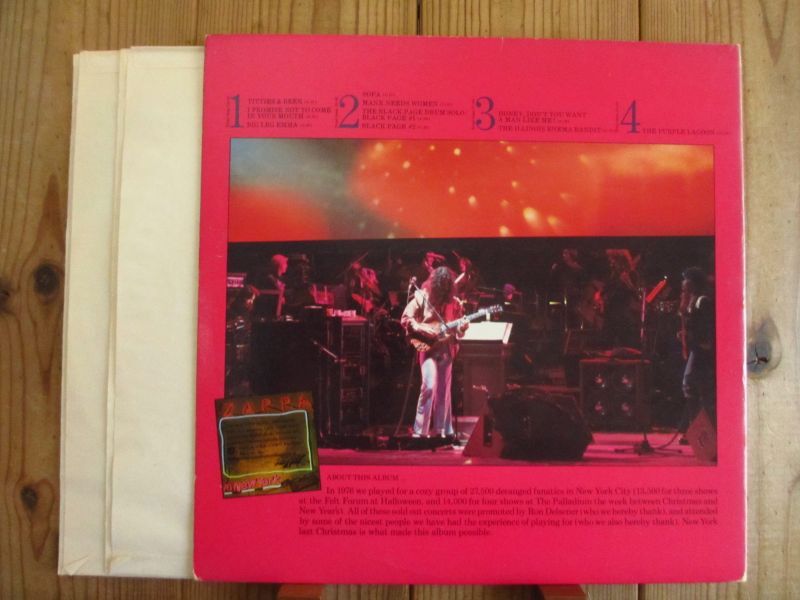 1
TITTIES & BEER
I PROMISE NOT TO COME
IN YOUR MOUTH
BIG LEG EMMA
2
SOFA
MANX NEEDS WOMEN
THE BLACK PAGE DRUM SOLO/
BLACK PAGE #1
BLACK PAGE #2
3
HONEY, DON'T YOU WANT
A MAN LIKE ME?
THE ILLINOIS ENEMA BANDIT
4
THE PURPLE LAGOON
ZAPPA
in New York
ABOUT THIS ALBUM ...
In 1976 we played for a cozy group of 27,500 deranged fanatics in New York City (13,500 for three shows
at the Felt Forum at Halloween, and 14,000 for four shows at The Palladium the week between Christmas and
New Year's). All of these sold out concerts were promoted by Ron Delsener (who we hereby thank), and attended
by some of the nicest people we have had the experience of playing for (who we also hereby thank). New York
last Christmas is what made this album possible.